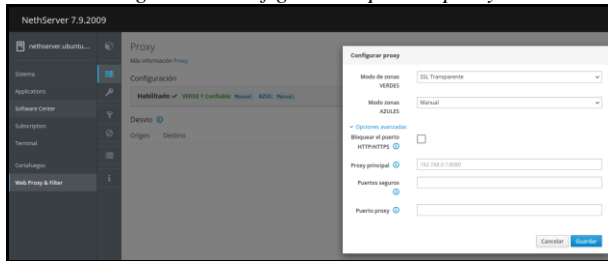 NethServer 7.9.2009
nethserver.ubuntu...
Sistema
Applications
Software Center
Subscription
Terminal
Cortafuegos
Web Proxy & Filter
Proxy
Más información Proxy
Configuración
Habilitado ✓ VERDE Y Confiable: Manual AZUL: Manual
Desvío
Origen Destino
Configurar proxy
Modo de zonas VERDES
SSL Transparente
Modo zonas AZULES
Manual
Opciones avanzadas
Bloquear el puerto HTTP/HTTPS
Proxy principal
192.168.0.1:8080
Puertos seguros
Puerto proxy
Cancelar Guardar